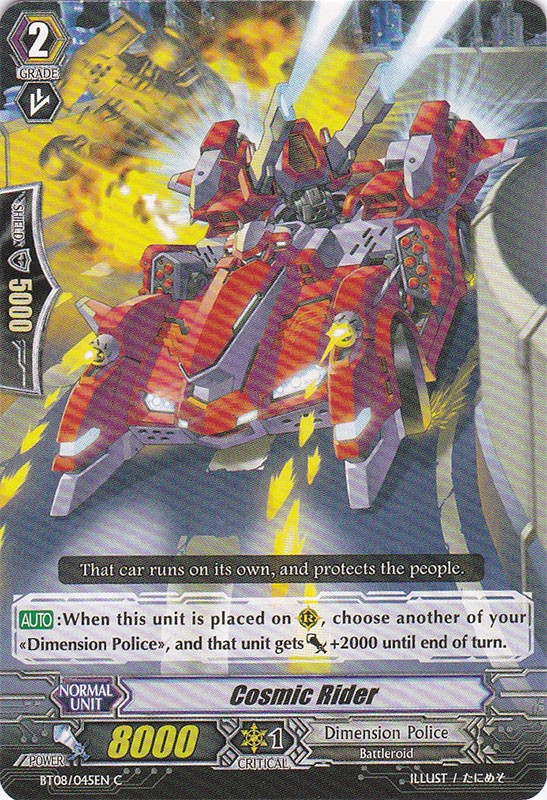 2
GRADE
SHIELD
5000
That car runs on its own, and protects the people.
AUTO:When this unit is placed on R, choose another of your
«Dimension Police», and that unit gets +2000 until end of turn.
NORMAL
UNIT
Cosmic Rider
POWER
8000
1
CRITICAL
Dimension Police
Battleroid
BT08/045EN C
ILLUST / たにめそ